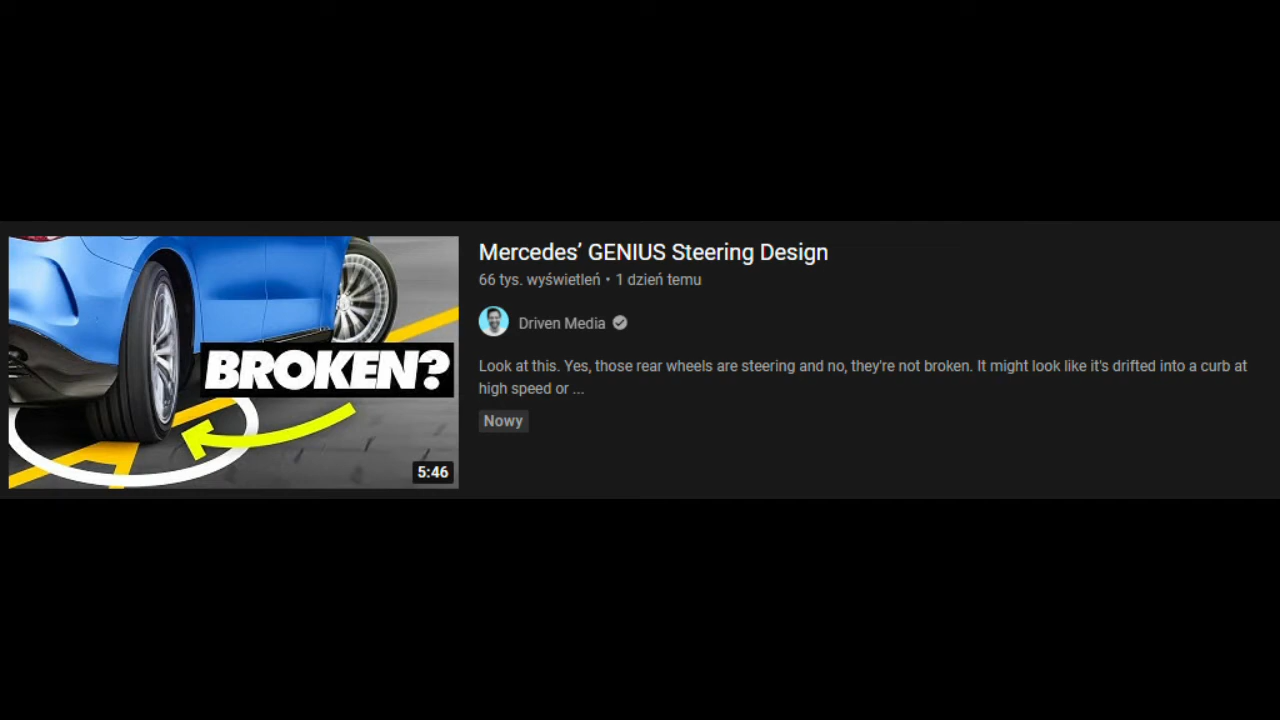 BROKEN?
5:46
Mercedes’ GENIUS Steering Design
66 tys. wyświetleń • 1 dzień temu
Driven Media
Look at this. Yes, those rear wheels are steering and no, they're not broken. It might look like it's drifted into a curb at
high speed or ...
Nowy